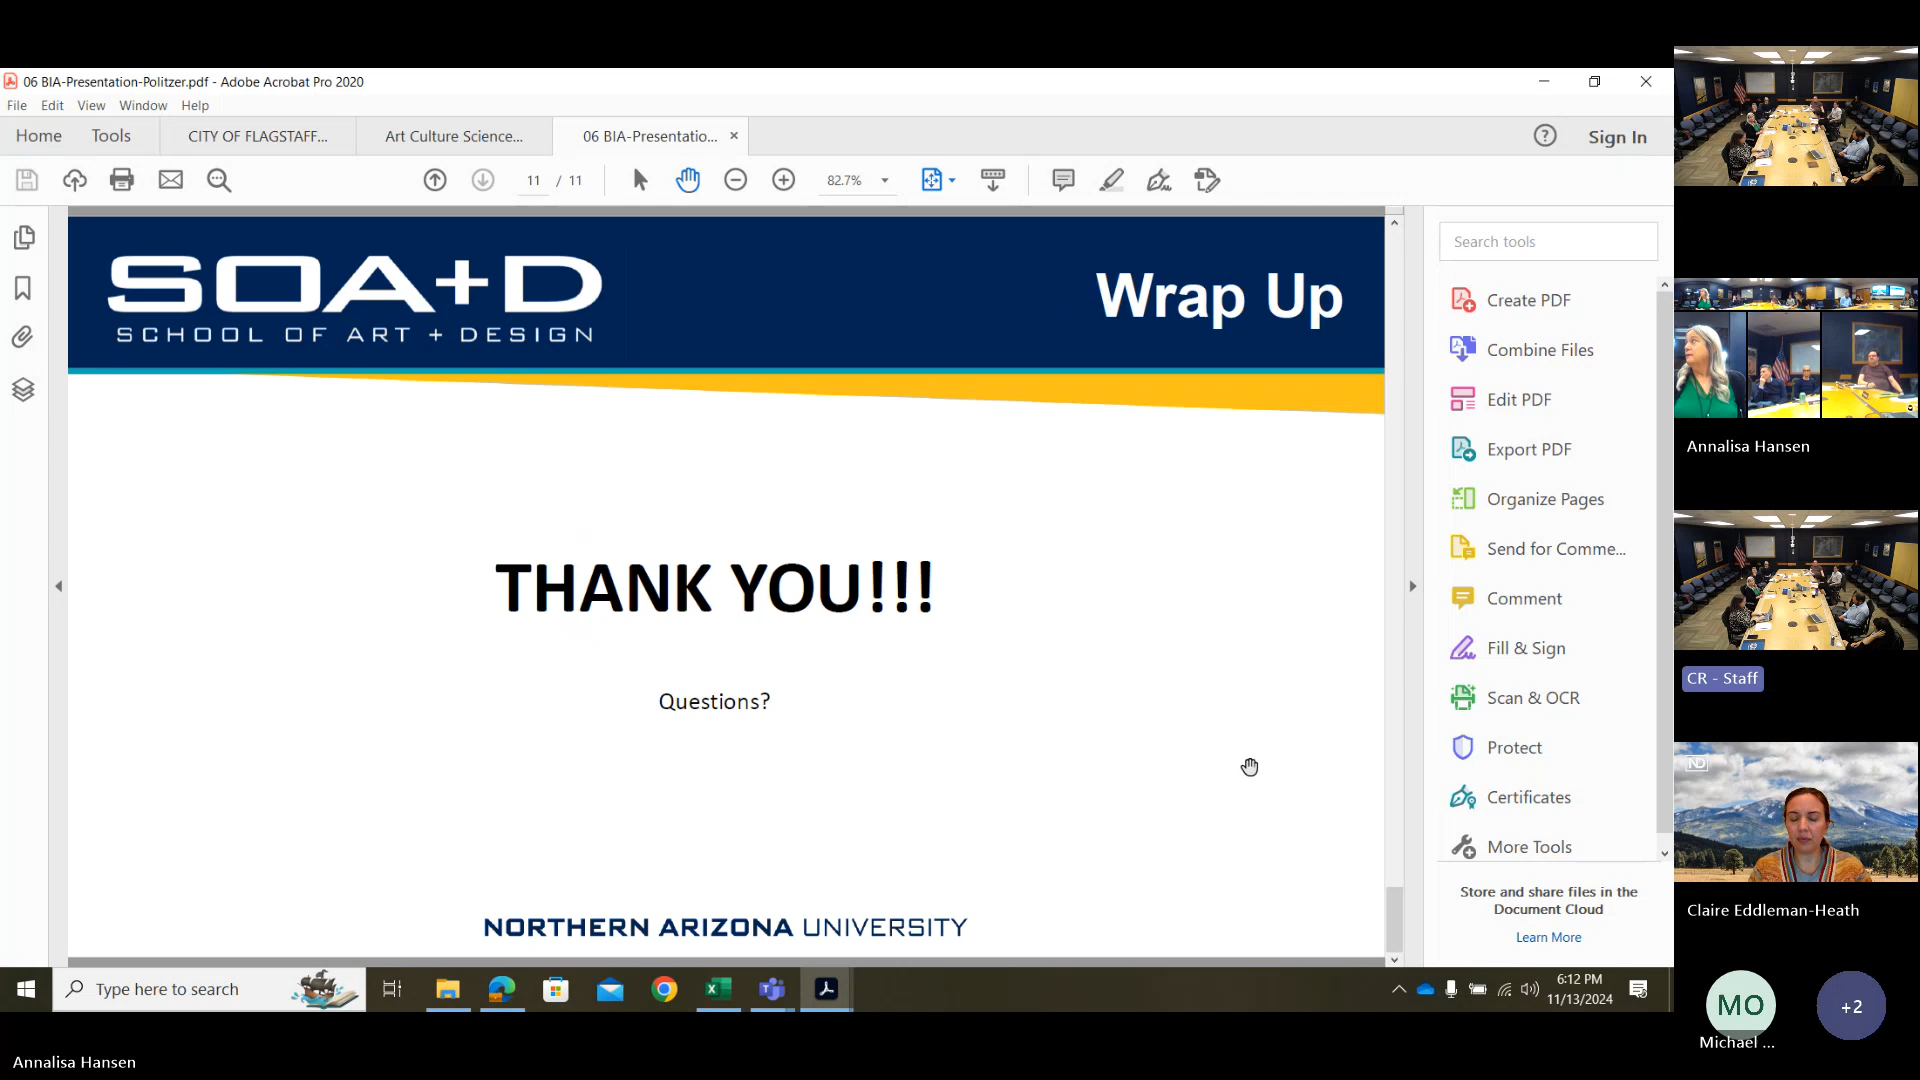 06 BIA-Presentation-Politzer.pdf - Adobe Acrobat Pro 2020
File Edit View Window Help
Home Tools CITY OF FLAGSTAFF... Art Culture Science... 06 BIA-Presentatio... Sign In
11 / 11 82.7%
SOA+D
SCHOOL OF ART + DESIGN
Wrap Up
THANK YOU!!!
Questions?
NORTHERN ARIZONA UNIVERSITY
Search tools
Create PDF
Combine Files
Edit PDF
Export PDF
Organize Pages
Send for Comme...
Comment
Fill & Sign
Scan & OCR
Protect
Certificates
More Tools
Store and share files in the
Document Cloud
Learn More
Type here to search
6:12 PM
11/13/2024
Annalisa Hansen
CR - Staff
ND
Claire Eddleman-Heath
MO
Michael ...
+2
Annalisa Hansen